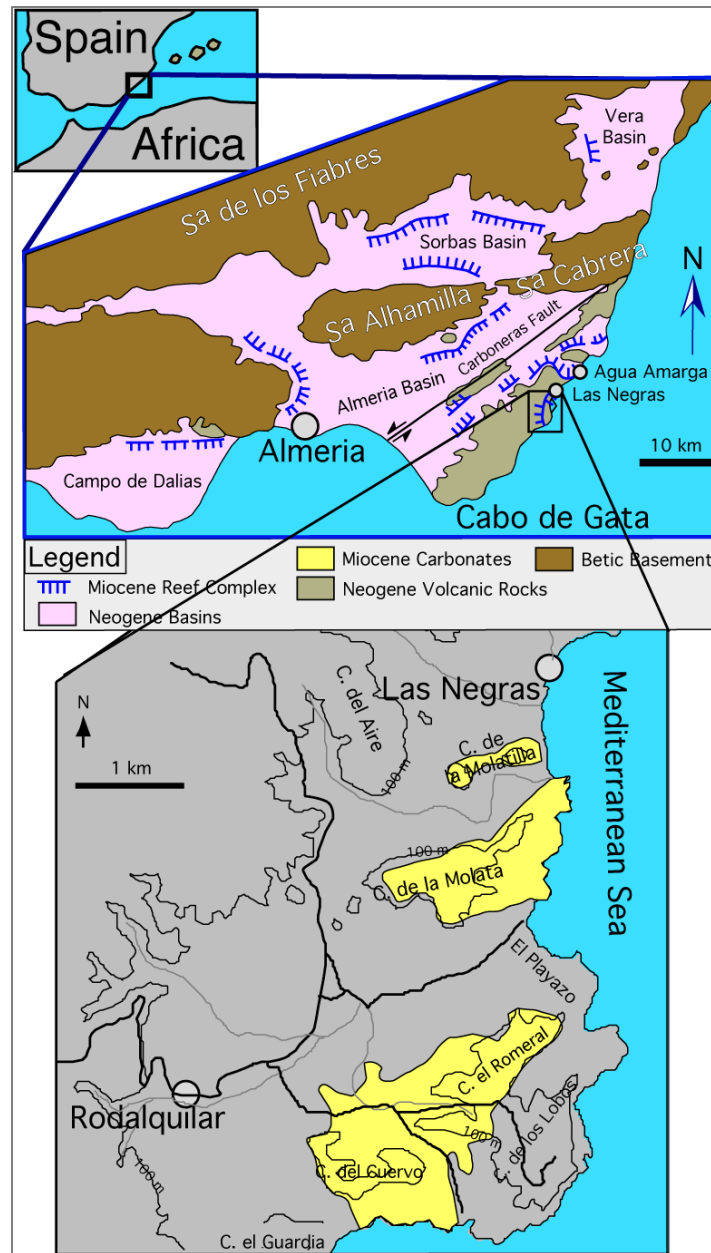 Spain
Africa
Vera
Basin
Sa de los Fiabres
Sorbas Basin
Sa Cabrera
Sa Alhamilla
N
Carboneras Fault
Agua Amarga
Almeria Basin
Las Negras
Almeria
10 km
Campo de Dalias
Cabo de Gata
Legend
Miocene Carbonates
Betic Basement
Miocene Reef Complex
Neogene Volcanic Rocks
Neogene Basins
Las Negras
C. del Aire
N
C. de
la Molatilla
1 km
100 m
Mediterranean Sea
100 m
C. de la Molata
El Playazo
C. el Romeral
Rodalquilar
100 m
C. de los Lobos
100 m
C. del Cuervo
C. el Guardia